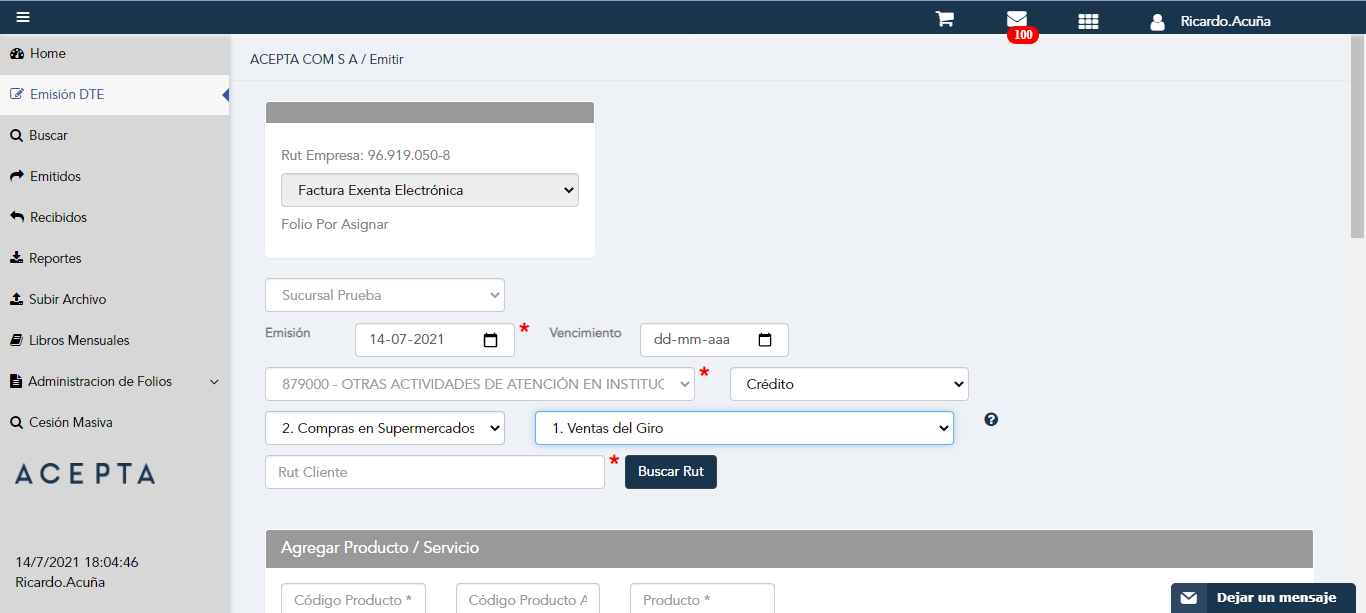 100
Ricardo.Acuña
Home
Emisión DTE
Buscar
Emitidos
Recibidos
Reportes
Subir Archivo
Libros Mensuales
Administracion de Folios
Cesión Masiva
ACEPTA
14/7/2021 18:04:46
Ricardo.Acuña
ACEPTA COM S A / Emitir
Rut Empresa: 96.919.050-8
Factura Exenta Electrónica
Folio Por Asignar
Sucursal Prueba
Emisión 14-07-2021 * Vencimiento dd-mm-aaa
879000 - OTRAS ACTIVIDADES DE ATENCIÓN EN INSTITUC * Crédito
2. Compras en Supermercados 1. Ventas del Giro ?
Rut Cliente * Buscar Rut
Agregar Producto / Servicio
Código Producto * Código Producto A Producto *
Dejar un mensaje